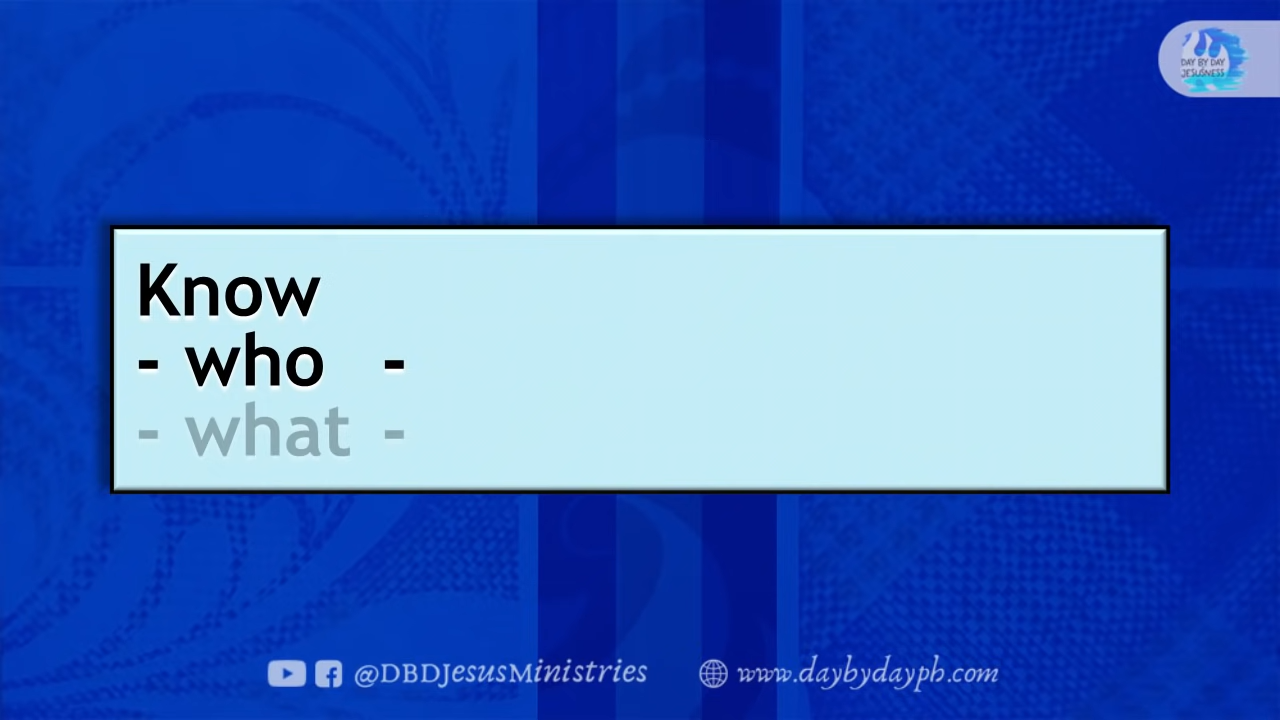 DAY BY DAY
JESUSNESS
Know
- who -
- what -
@DBDJesusMinistries
www.daybydayph.com